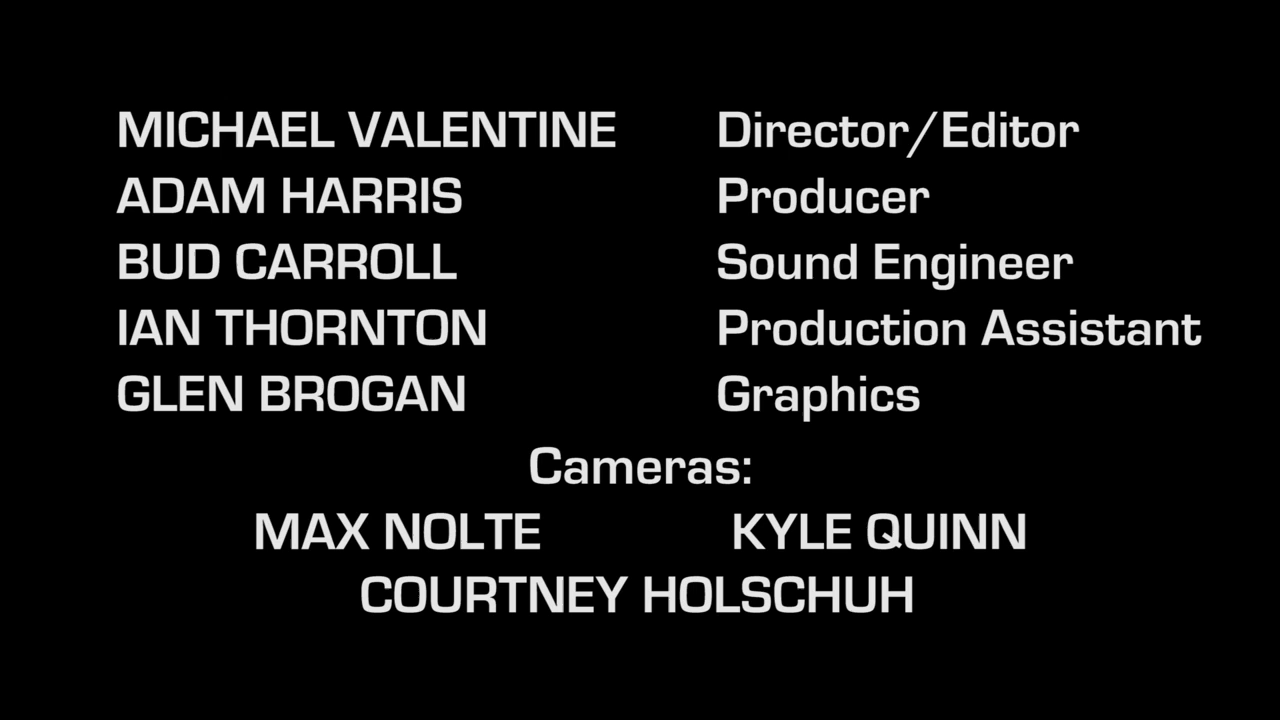 MICHAEL VALENTINE Director/Editor
ADAM HARRIS Producer
BUD CARROLL Sound Engineer
IAN THORNTON Production Assistant
GLEN BROGAN Graphics
Cameras:
MAX NOLTE KYLE QUINN
COURTNEY HOLSCHUH